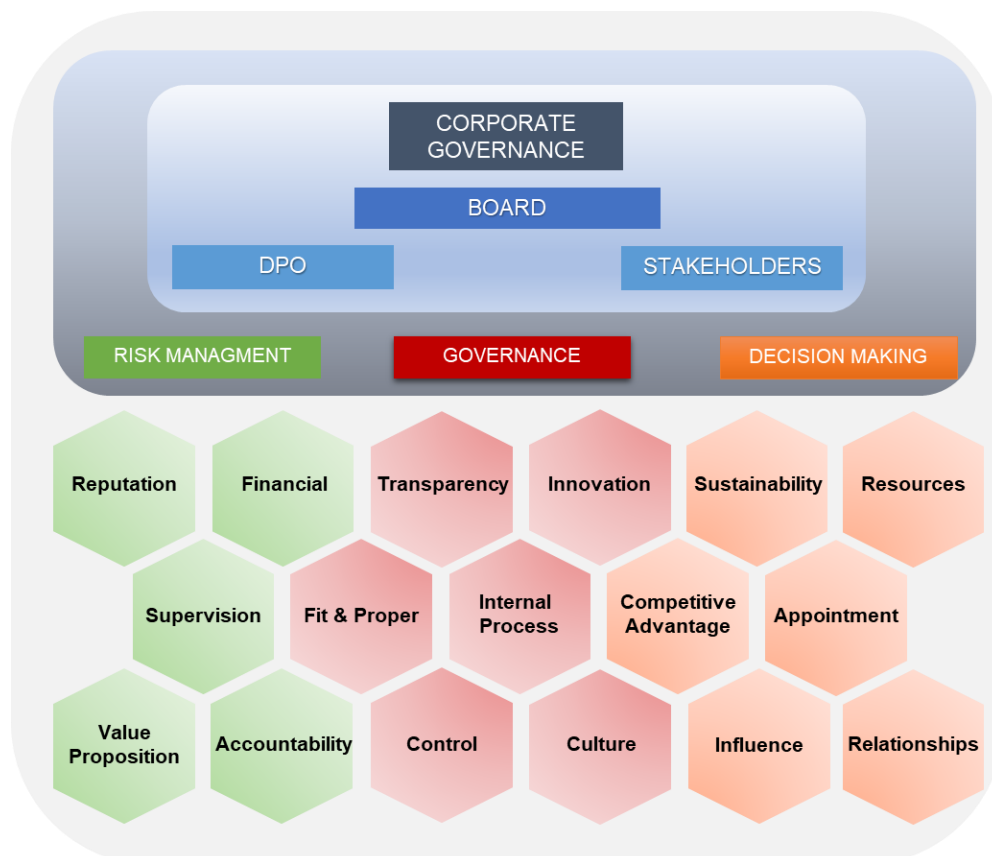 CORPORATE
GOVERNANCE
BOARD
DPO
STAKEHOLDERS
RISK MANAGMENT
GOVERNANCE
DECISION MAKING
Reputation
Financial
Transparency
Innovation
Sustainability
Resources
Supervision
Fit & Proper
Internal
Process
Competitive
Advantage
Appointment
Value
Proposition
Accountability
Control
Culture
Influence
Relationships